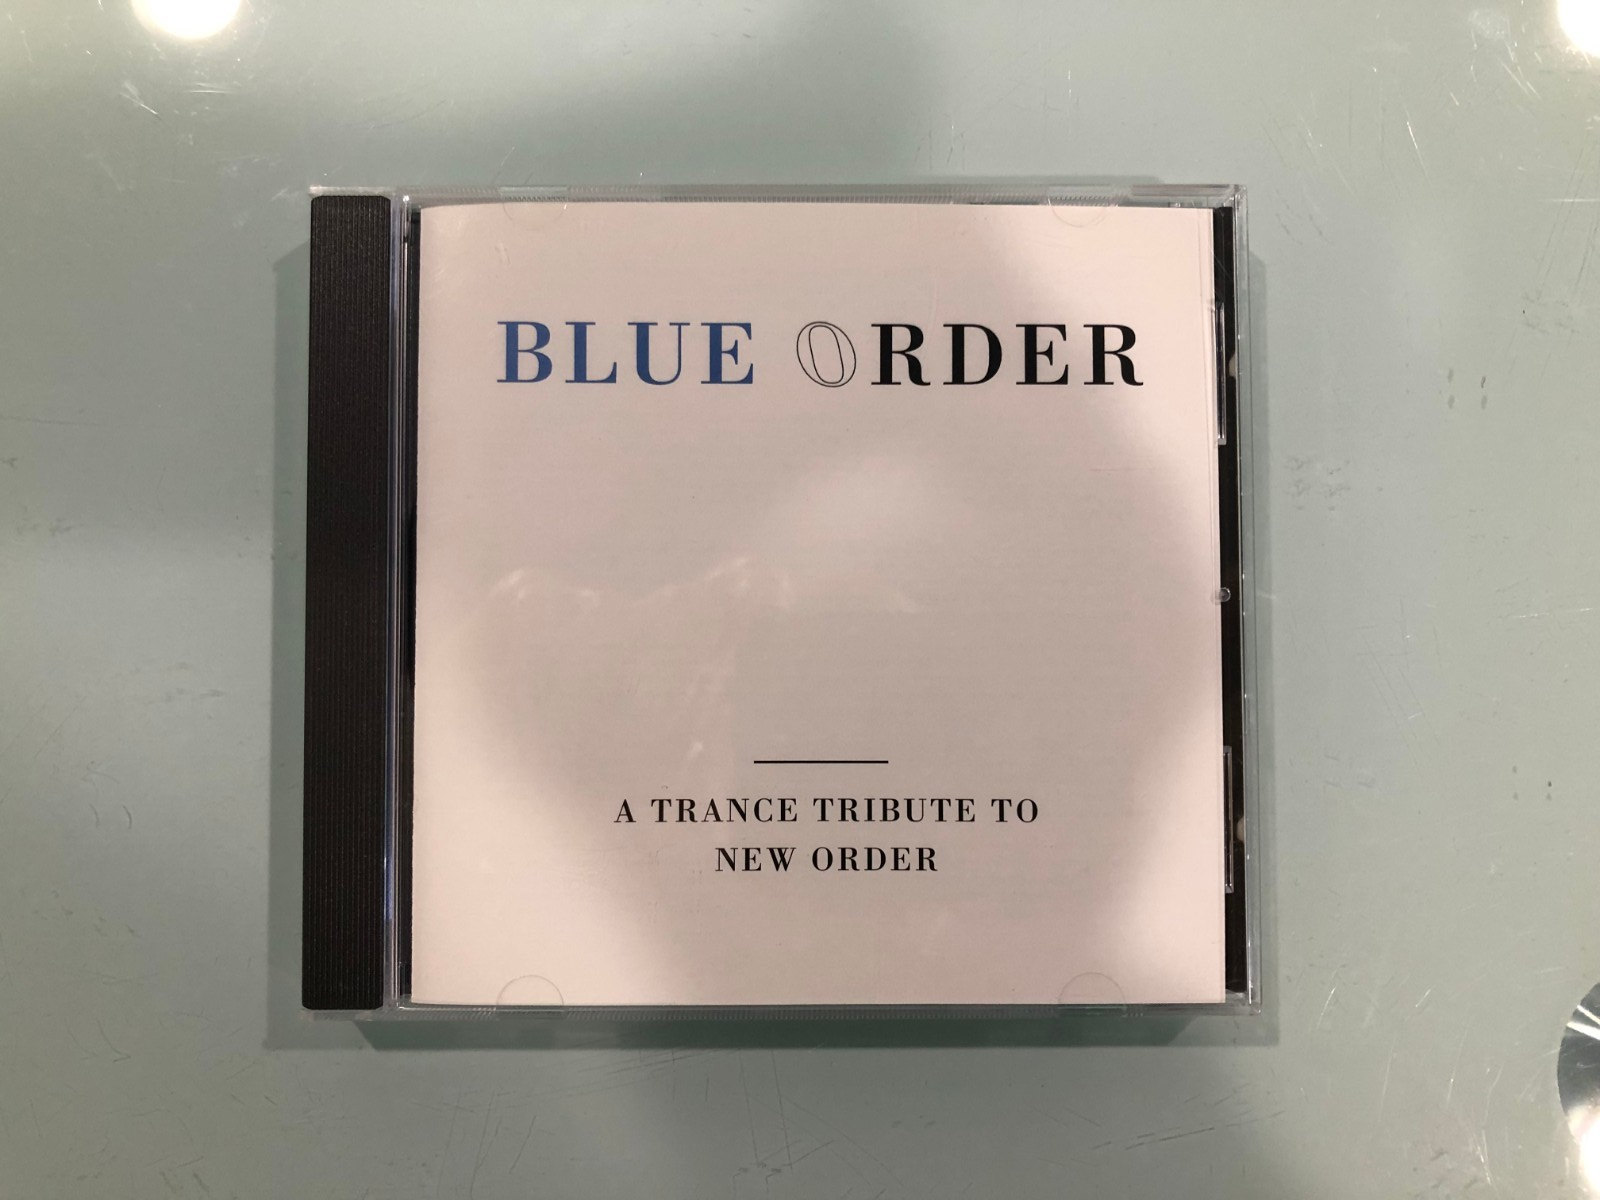 BLUE ORDER
A TRANCE TRIBUTE TO
NEW ORDER